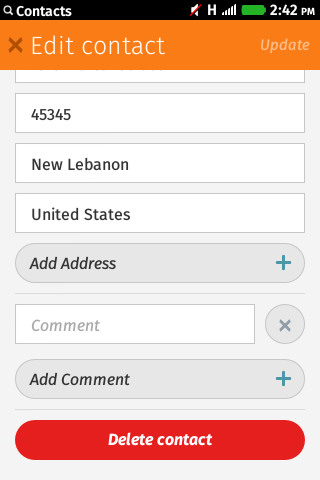 Contacts
H
2:42 PM
Edit contact
Update
45345
New Lebanon
United States
Add Address
Comment
Add Comment
Delete contact